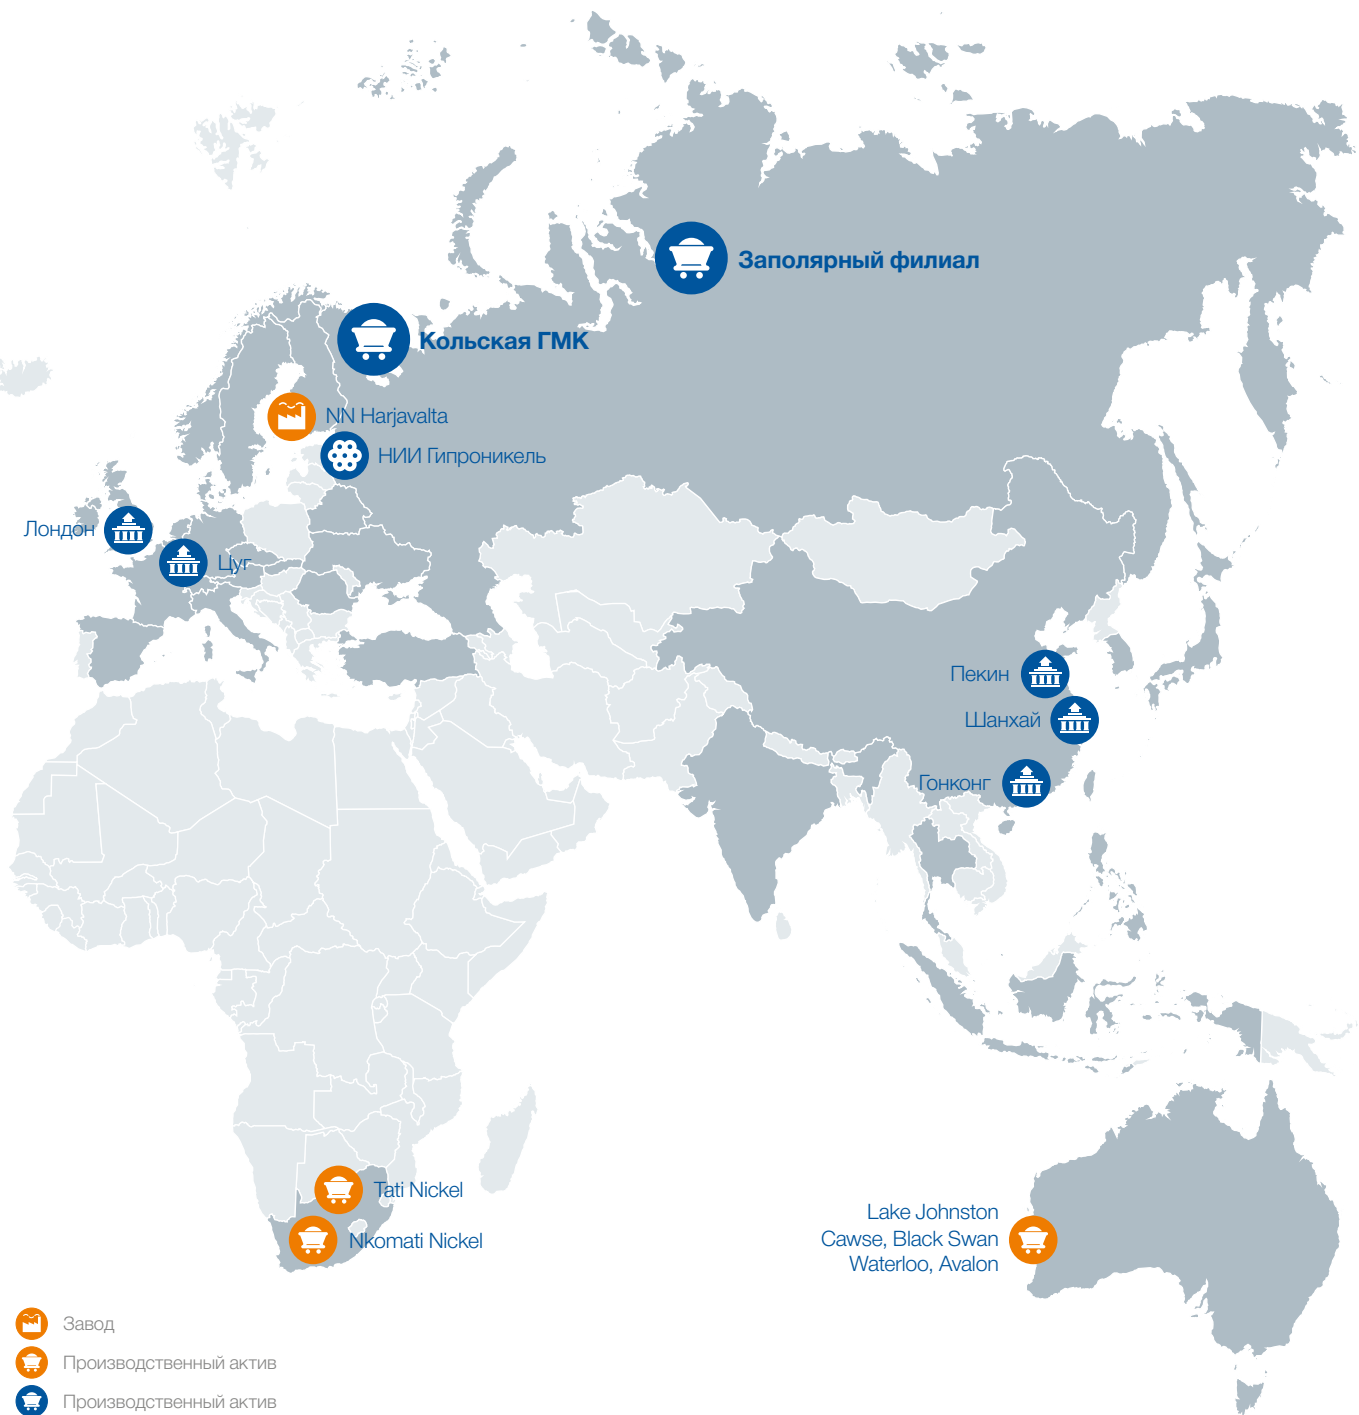 Заполярный филиал
Кольская ГМК
NN Harjavalta
НИИ Гипроникель
Лондон
Цуг
Пекин
Шанхай
Гонконг
Tati Nickel
Nkomati Nickel
Lake Johnston
Cawse, Black Swan
Waterloo, Avalon
Завод
Производственный актив
Производственный актив